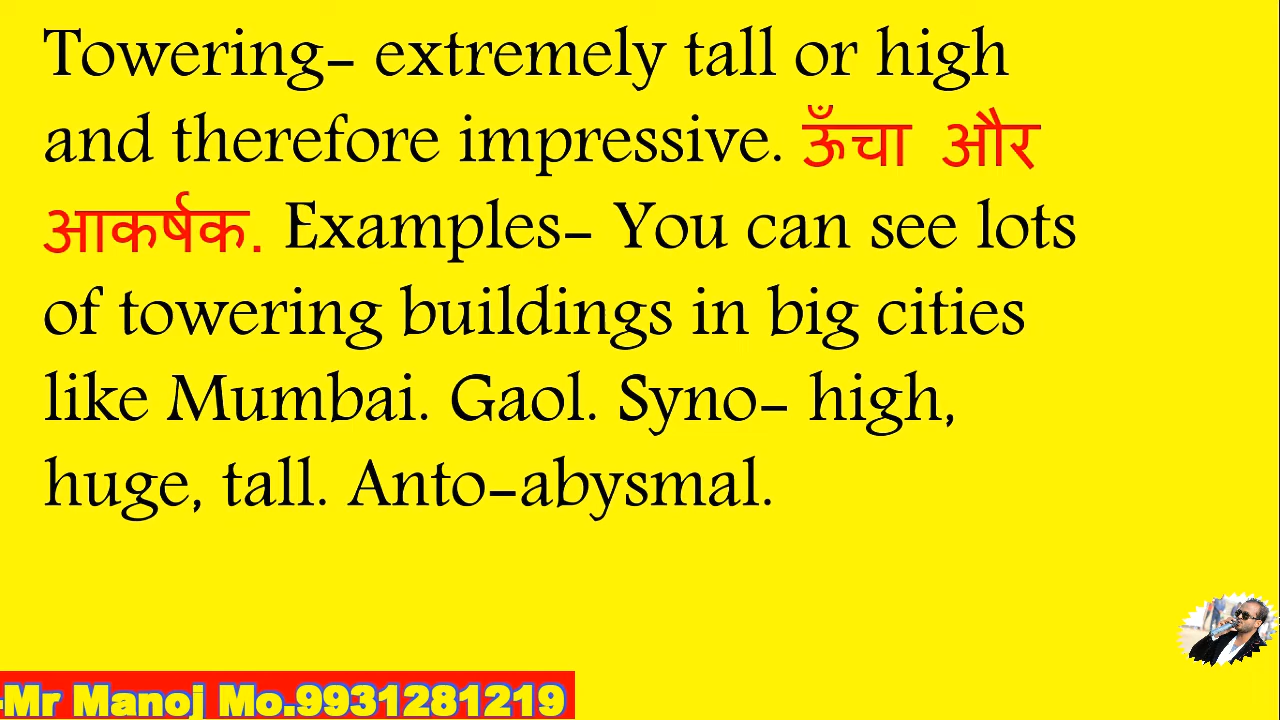 Towering- extremely tall or high
and therefore impressive. ऊँचा और
आकर्षक. Examples- You can see lots
of towering buildings in big cities
like Mumbai. Gaol. Syno- high,
huge, tall. Anto-abysmal.
-Mr Manoj Mo.9931281219